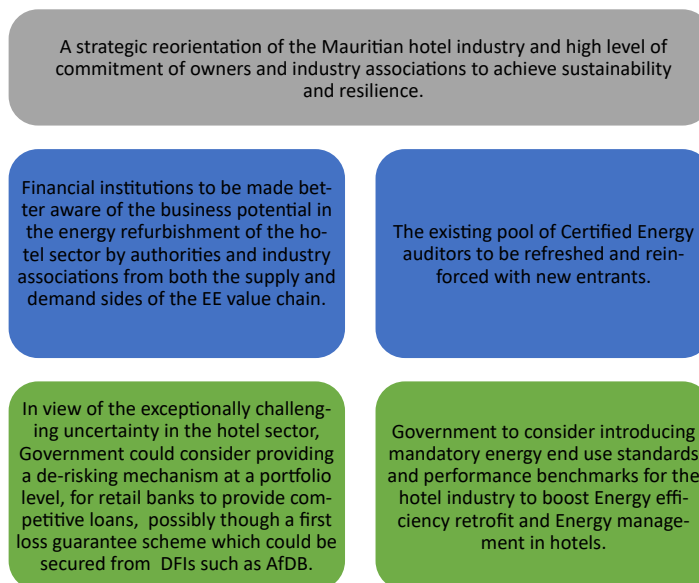 A strategic reorientation of the Mauritian hotel industry and high level of
commitment of owners and industry associations to achieve sustainability
and resilience.
Financial institutions to be made bet-
ter aware of the business potential in
the energy refurbishment of the ho-
tel sector by authorities and industry
associations from both the supply and
demand sides of the EE value chain.
The existing pool of Certified Energy
auditors to be refreshed and rein-
forced with new entrants.
In view of the exceptionally challeng-
ing uncertainty in the hotel sector,
Government could consider providing
a de-risking mechanism at a portfolio
level, for retail banks to provide com-
petitive loans, possibly though a first
loss guarantee scheme which could be
secured from DFIs such as AfDB.
Government to consider introducing
mandatory energy end use standards
and performance benchmarks for the
hotel industry to boost Energy effi-
ciency retrofit and Energy manage-
ment in hotels.